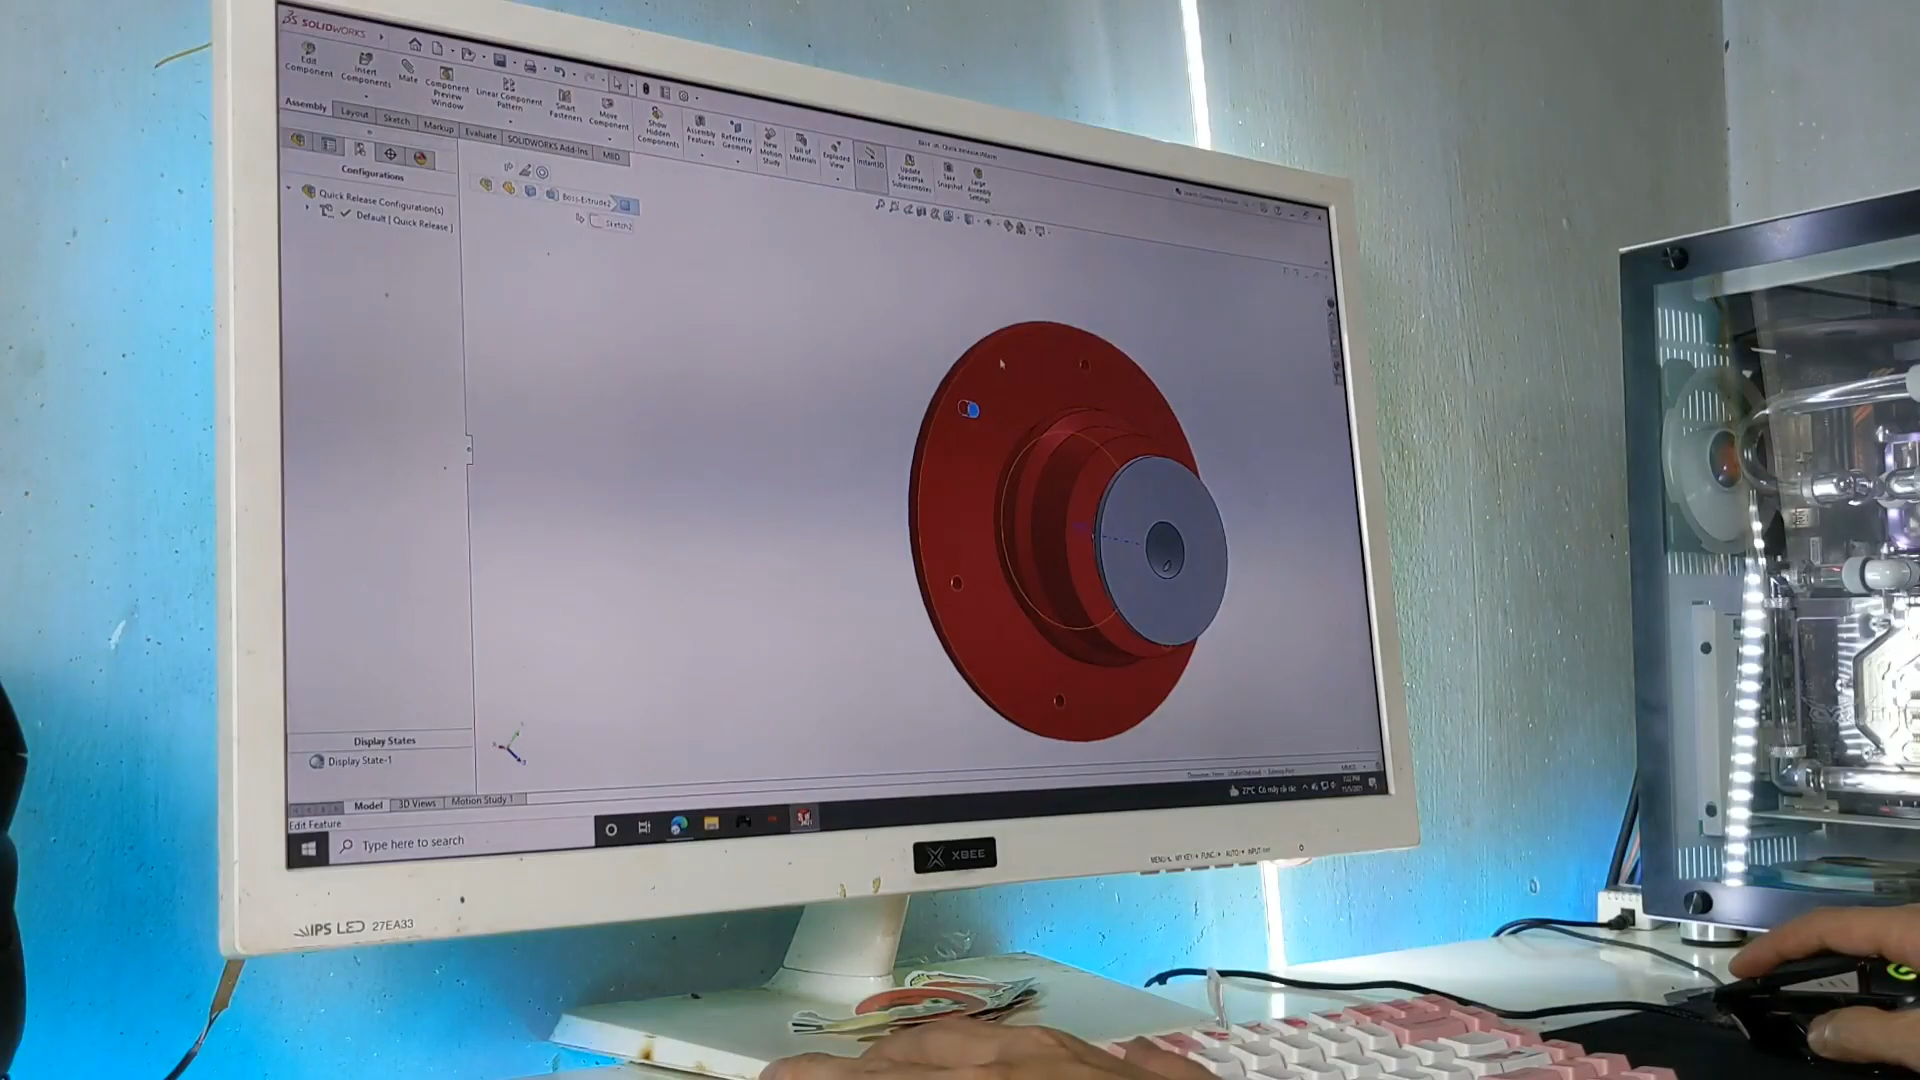 SOLIDWORKS
Edit Component
Insert Components
Mate
Component Preview Window
Linear Component Pattern
Smart Fasteners
Move Component
Show Hidden Components
Assembly Features
Reference Geometry
New Motion Study
Bill of Materials
Exploded View
Instant3D
Update SpeedPak Subassemblies
Take Snapshot
Large Assembly Settings
Assembly
Layout
Sketch
Markup
Evaluate
SOLIDWORKS Add-Ins
MBD
Configurations
Quick Release Configuration(s)
Default [ Quick Release ]
Boss-Extrude2
Sketch2
Display States
Display State-1
Model
3D Views
Motion Study 1
Edit Feature
Type here to search
27°C
XBEE
IPS LED 27EA33